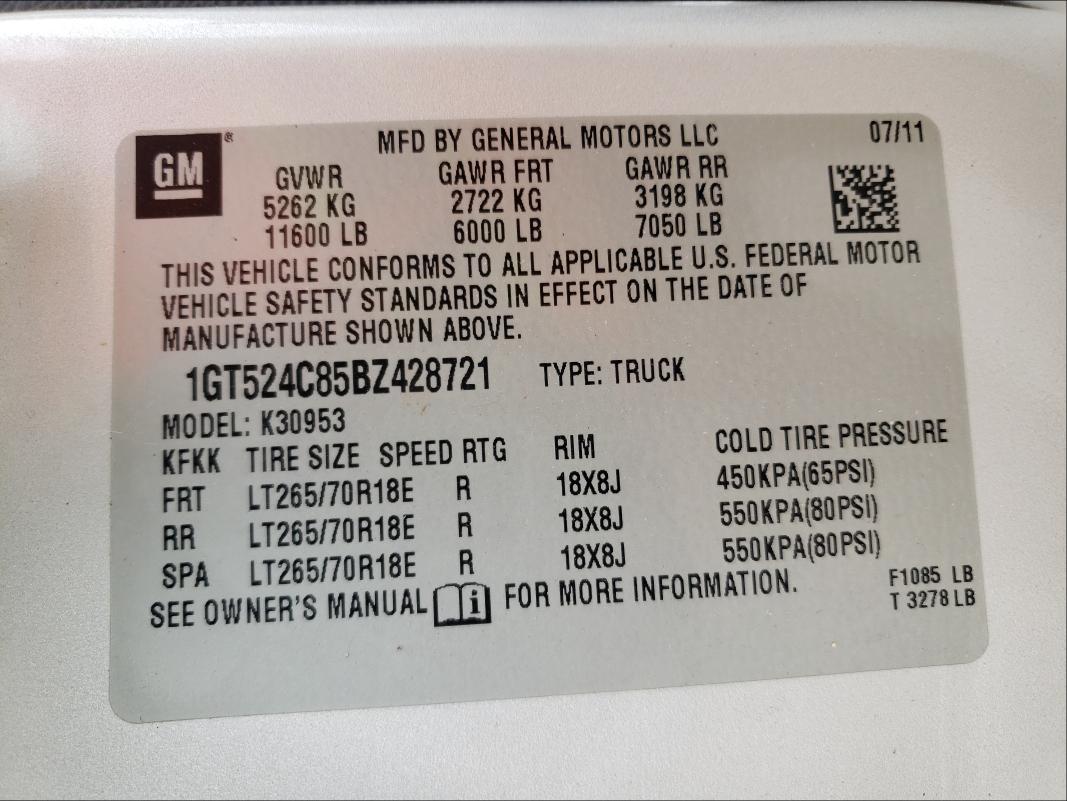 GM ®
MFD BY GENERAL MOTORS LLC 07/11
GVWR GAWR FRT GAWR RR
5262 KG 2722 KG 3198 KG
11600 LB 6000 LB 7050 LB
THIS VEHICLE CONFORMS TO ALL APPLICABLE U.S. FEDERAL MOTOR
VEHICLE SAFETY STANDARDS IN EFFECT ON THE DATE OF
MANUFACTURE SHOWN ABOVE.
1GT524C85BZ428721 TYPE: TRUCK
MODEL: K30953
KFKK TIRE SIZE SPEED RTG RIM COLD TIRE PRESSURE
FRT LT265/70R18E R 18X8J 450KPA(65PSI)
RR LT265/70R18E R 18X8J 550KPA(80PSI)
SPA LT265/70R18E R 18X8J 550KPA(80PSI)
SEE OWNER'S MANUAL i FOR MORE INFORMATION.
F1085 LB
T 3278 LB